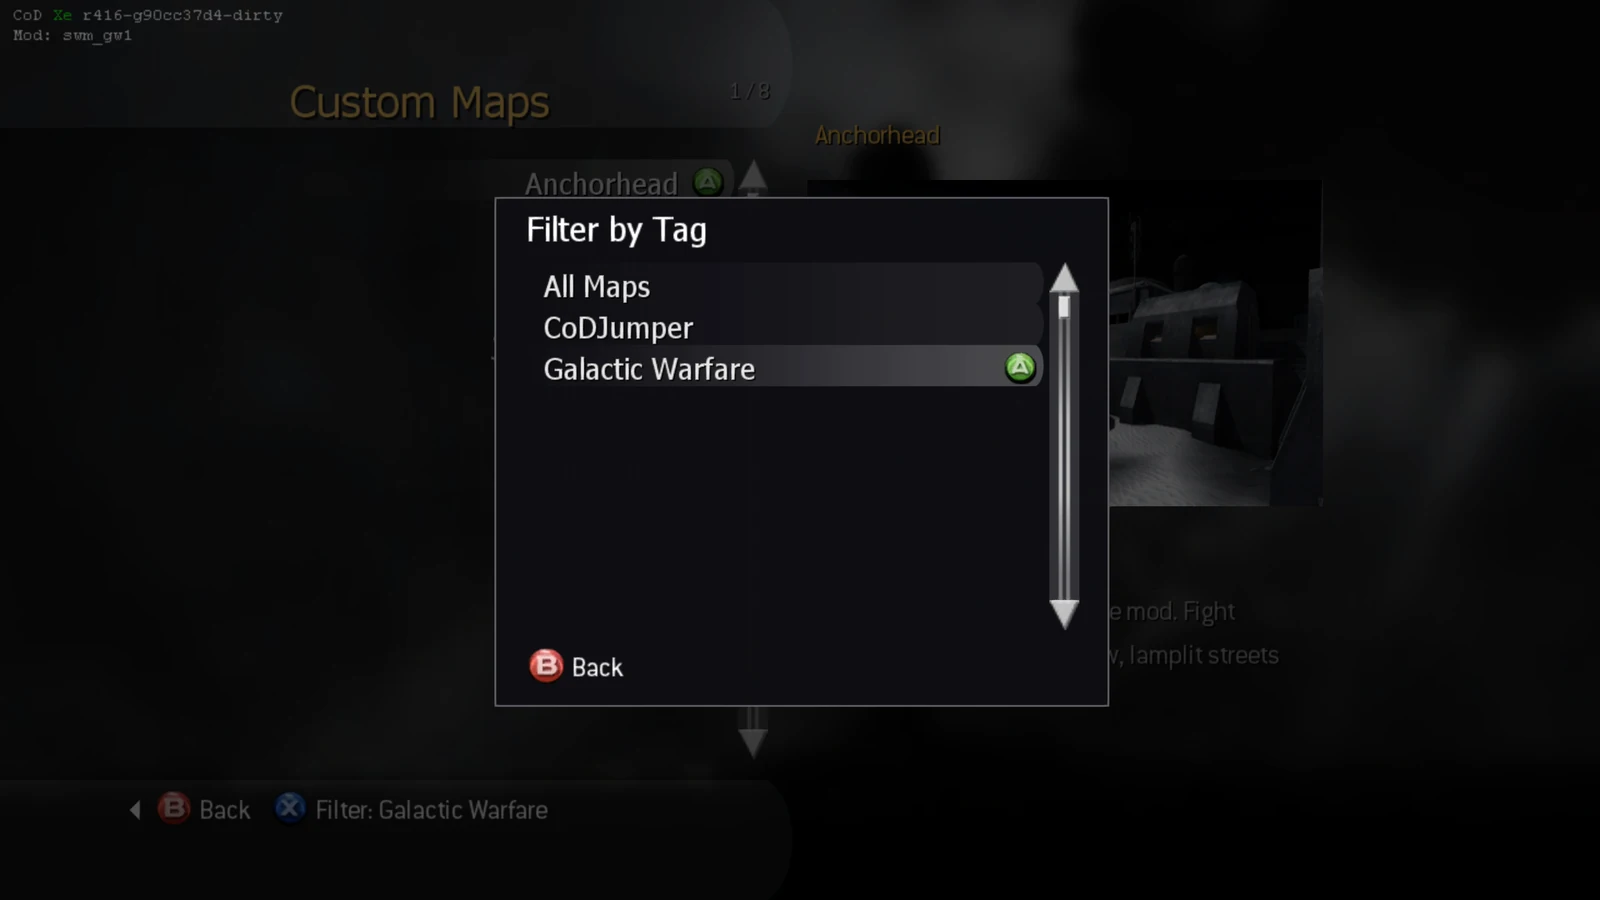 CoD Xe r416-g90cc37d4-dirty
Mod: swm_gw1
Custom Maps
1/8
Anchorhead
Anchorhead A
Filter by Tag
All Maps
CoDJumper
Galactic Warfare A
mod. Fight
lamplit streets
B Back
B Back X Filter: Galactic Warfare